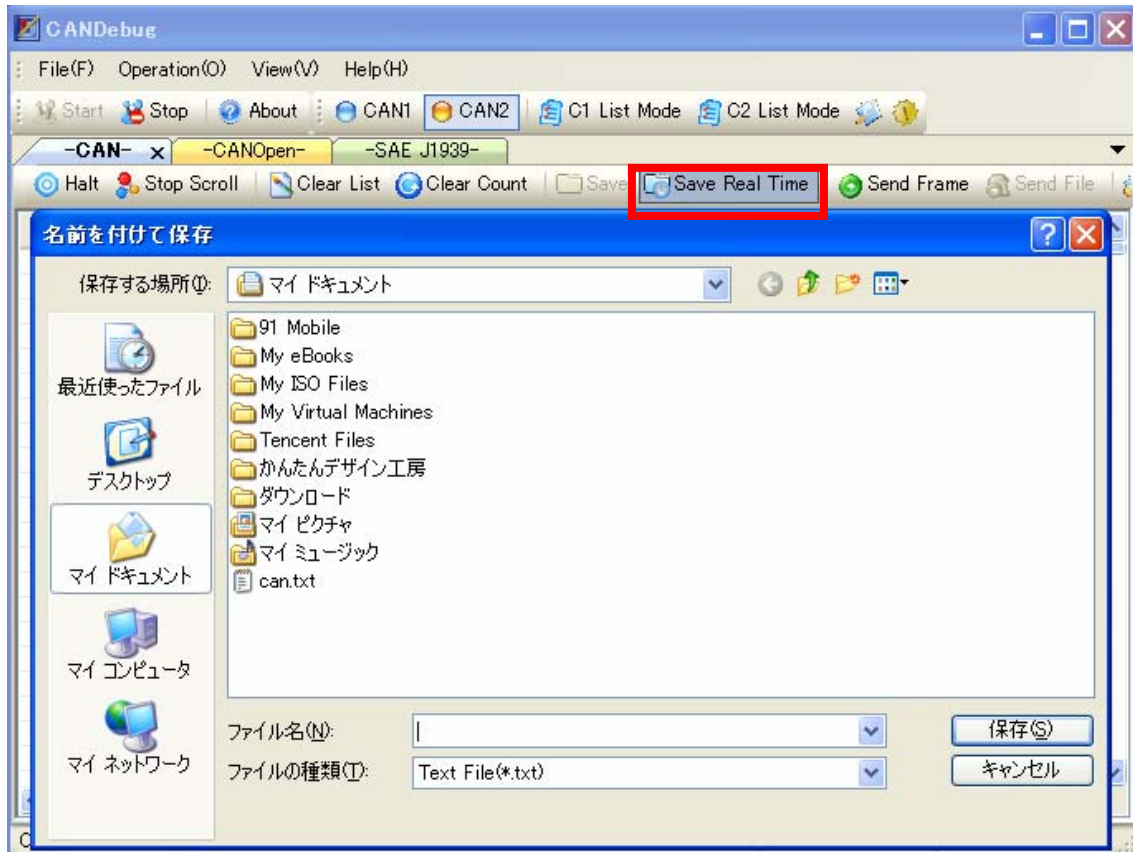 CANDebug
File(F) Operation(O) View(V) Help(H)
Start Stop About CAN1 CAN2 C1 List Mode C2 List Mode
-CAN- x -CANOpen- -SAE J1939-
Halt Stop Scroll Clear List Clear Count Save Save Real Time Send Frame Send File
名前を付けて保存
保存する場所(I): マイ ドキュメント
最近使ったファイル
デスクトップ
マイ ドキュメント
マイ コンピュータ
マイ ネットワーク
91 Mobile
My eBooks
My ISO Files
My Virtual Machines
Tencent Files
かんたんデザイン工房
ダウンロード
マイ ピクチャ
マイ ミュージック
can.txt
ファイル名(N): 保存(S)
ファイルの種類(T): Text File(*.txt) キャンセル